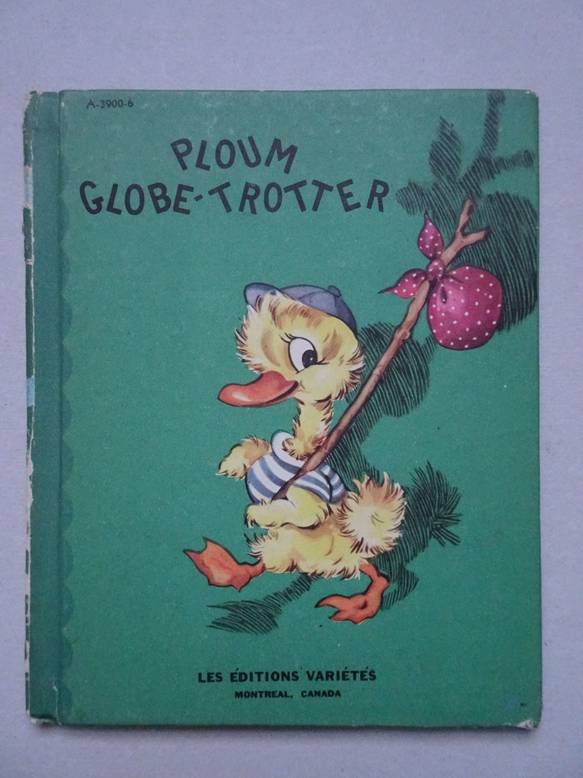 A-3900-6
PLOUM
GLOBE-TROTTER
LES ÉDITIONS VARIÉTÉS
MONTREAL, CANADA